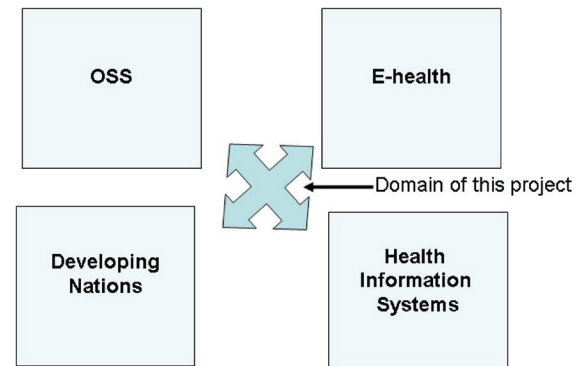 OSS
E-health
Domain of this project
Developing
Nations
Health
Information
Systems